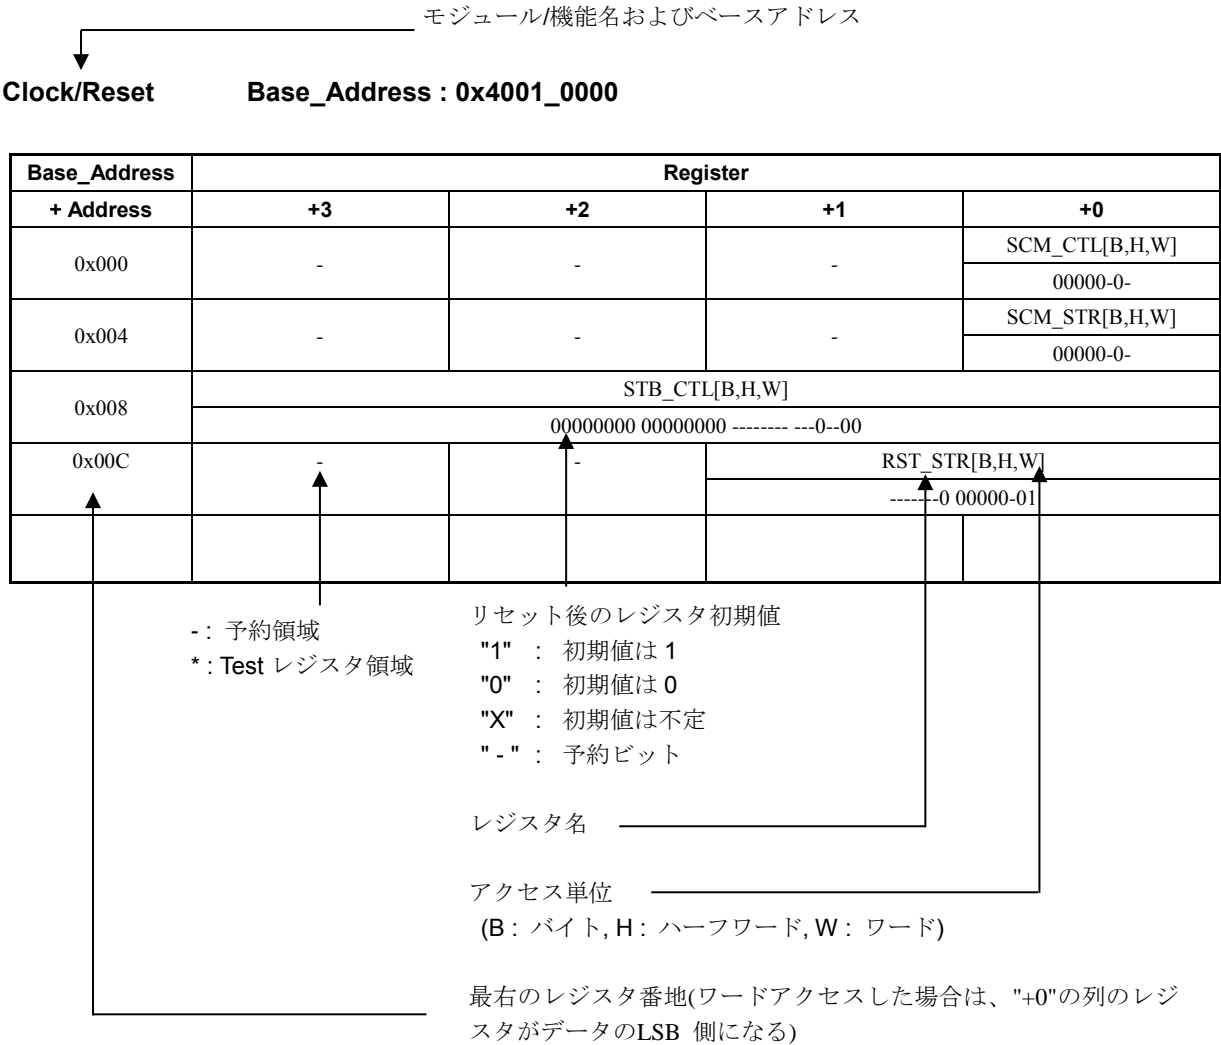 モジュール/機能名およびベースアドレス
Clock/Reset Base_Address : 0x4001_0000
Base_Address Register
+ Address +3 +2 +1 +0
0x000 - - - SCM_CTL[B,H,W]
00000-0-
0x004 - - - SCM_STR[B,H,W]
00000-0-
0x008 STB_CTL[B,H,W]
00000000 00000000 -------- ---0--00
0x00C - - RST_STR[B,H,W]
-------0 00000-01
- : 予約領域
* : Test レジスタ領域
リセット後のレジスタ初期値
"1" : 初期値は 1
"0" : 初期値は 0
"X" : 初期値は不定
" - " : 予約ビット
レジスタ名
アクセス単位
(B : バイト, H : ハーフワード, W : ワード)
最右のレジスタ番地(ワードアクセスした場合は、"+0"の列のレジ
スタがデータのLSB 側になる)